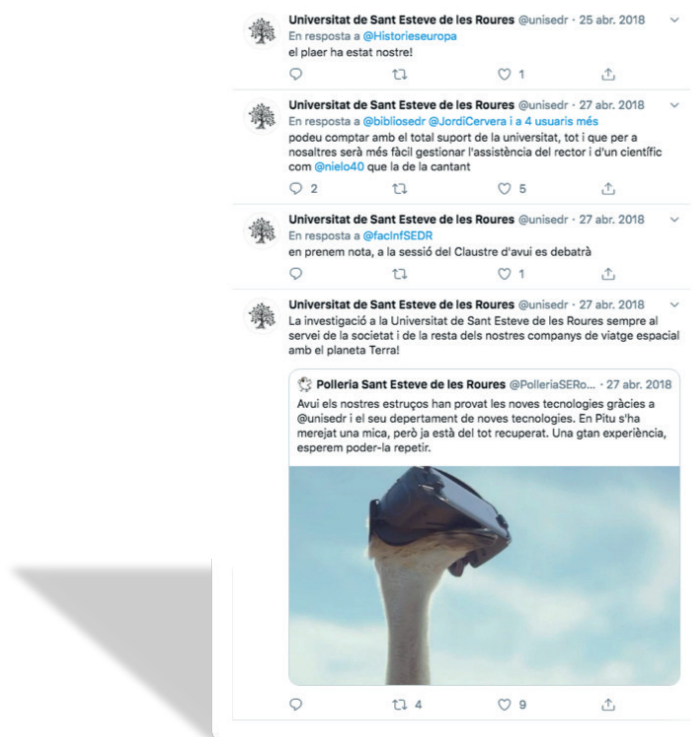 Universitat de Sant Esteve de les Roures @unisedr · 25 abr. 2018
En resposta a @Historieseuropa
el plaer ha estat nostre!
1
Universitat de Sant Esteve de les Roures @unisedr · 27 abr. 2018
En resposta a @bibliosedr @JordiCervera i a 4 usuaris més
podeu comptar amb el total suport de la universitat, tot i que per a
nosaltres serà més fàcil gestionar l'assistència del rector i d'un científic
com @nielo40 que la de la cantant
2 5
Universitat de Sant Esteve de les Roures @unisedr · 27 abr. 2018
En resposta a @facInfSEDR
en prenem nota, a la sessió del Claustre d'avui es debatrà
1
Universitat de Sant Esteve de les Roures @unisedr · 27 abr. 2018
La investigació a la Universitat de Sant Esteve de les Roures sempre al
servei de la societat i de la resta dels nostres companys de viatge espacial
amb el planeta Terra!
Polleria Sant Esteve de les Roures @PolleriaSERo... · 27 abr. 2018
Avui els nostres estruços han provat les noves tecnologies gràcies a
@unisedr i el seu depertament de noves tecnologies. En Pitu s'ha
merejat una mica, però ja està del tot recuperat. Una gtan experiència,
esperem poder-la repetir.
4 9